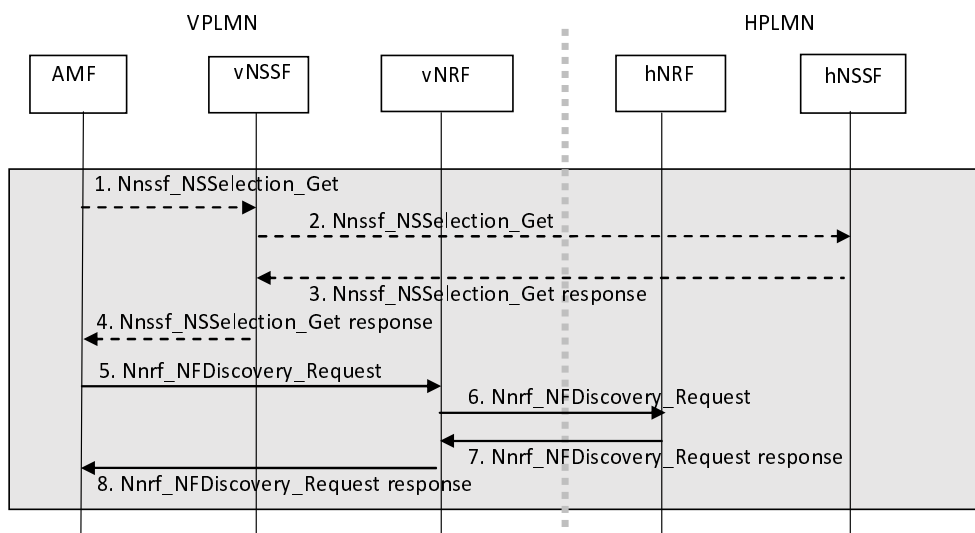 VPLMN
HPLMN
AMF
vNSSF
vNRF
hNRF
hNSSF
1. Nnssf_NSSelection_Get
2. Nnssf_NSSelection_Get
3. Nnssf_NSSelection_Get response
4. Nnssf_NSSelection_Get response
5. Nnrf_NFDiscovery_Request
6. Nnrf_NFDiscovery_Request
7. Nnrf_NFDiscovery_Request response
8. Nnrf_NFDiscovery_Request response